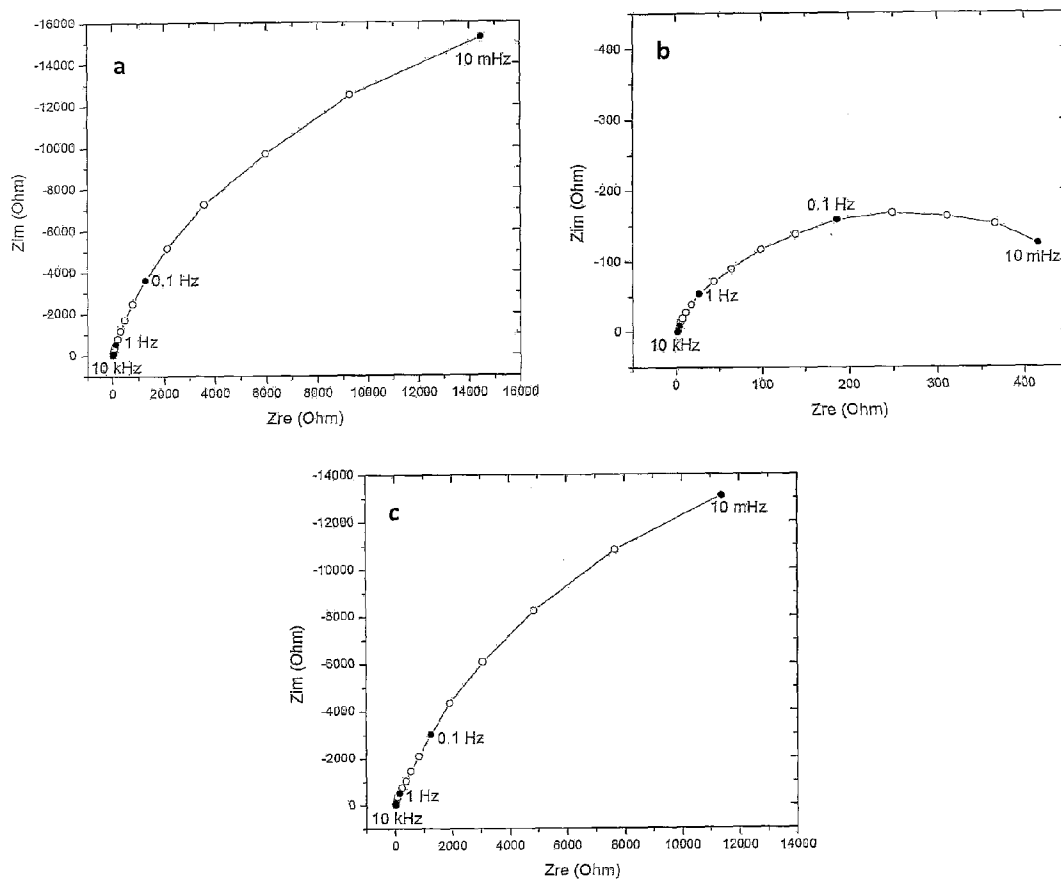 -16000
-14000
-12000
-10000
-8000
-6000
-4000
-2000
0
Zim (Ohm)
a
10 mHz
0.1 Hz
1 Hz
10 kHz
0 2000 4000 6000 8000 10000 12000 14000 16000
Zre (Ohm)
-400
-300
-200
-100
0
Zim (Ohm)
b
0.1 Hz
10 mHz
1 Hz
10 kHz
0 100 200 300 400
Zre (Ohm)
-14000
-12000
-10000
-8000
-6000
-4000
-2000
0
Zim (Ohm)
c
10 mHz
0.1 Hz
1 Hz
10 kHz
0 2000 4000 6000 8000 10000 12000 14000
Zre (Ohm)